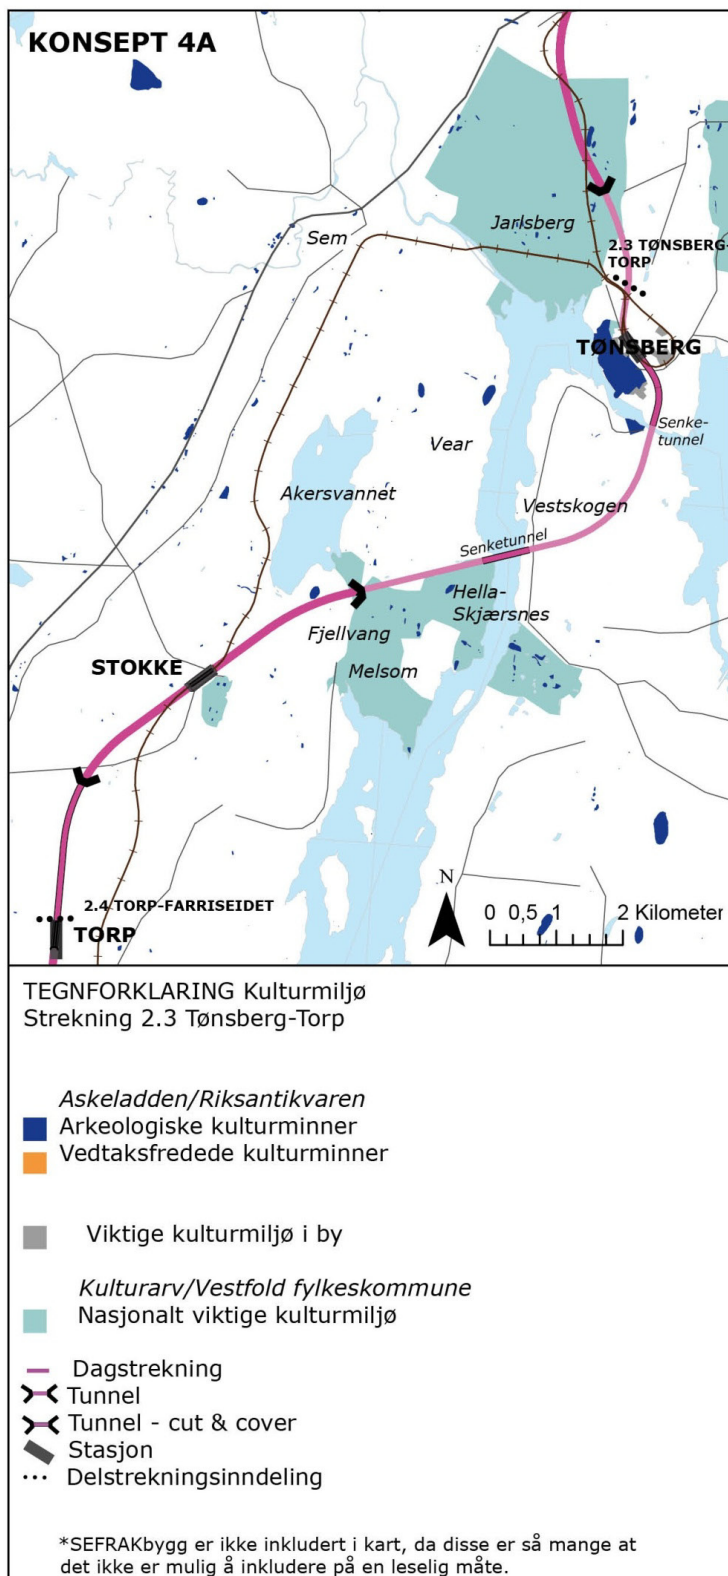 KONSEPT 4A
Jarlsberg
Sem
2.3 TØNSBERG-
TORP
TØNSBERG
Senke-
tunnel
Vear
Akersvannet
Vestskogen
Senketunnel
Hella-
Skjærsnes
Fjellvang
STOKKE
Melsom
N
2.4 TORP-FARRISEIDET
0 0,5 1 2 Kilometer
TORP
TEGNFORKLARING Kulturmiljø
Strekning 2.3 Tønsberg-Torp
Askeladden/Riksantikvaren
Arkeologiske kulturminner
Vedtaksfredede kulturminner
Viktige kulturmiljø i by
Kulturarv/Vestfold fylkeskommune
Nasjonalt viktige kulturmiljø
Dagstrekning
Tunnel
Tunnel - cut & cover
Stasjon
Delstrekningsinndeling
*SEFRAKbygg er ikke inkludert i kart, da disse er så mange at
det ikke er mulig å inkludere på en leselig måte.